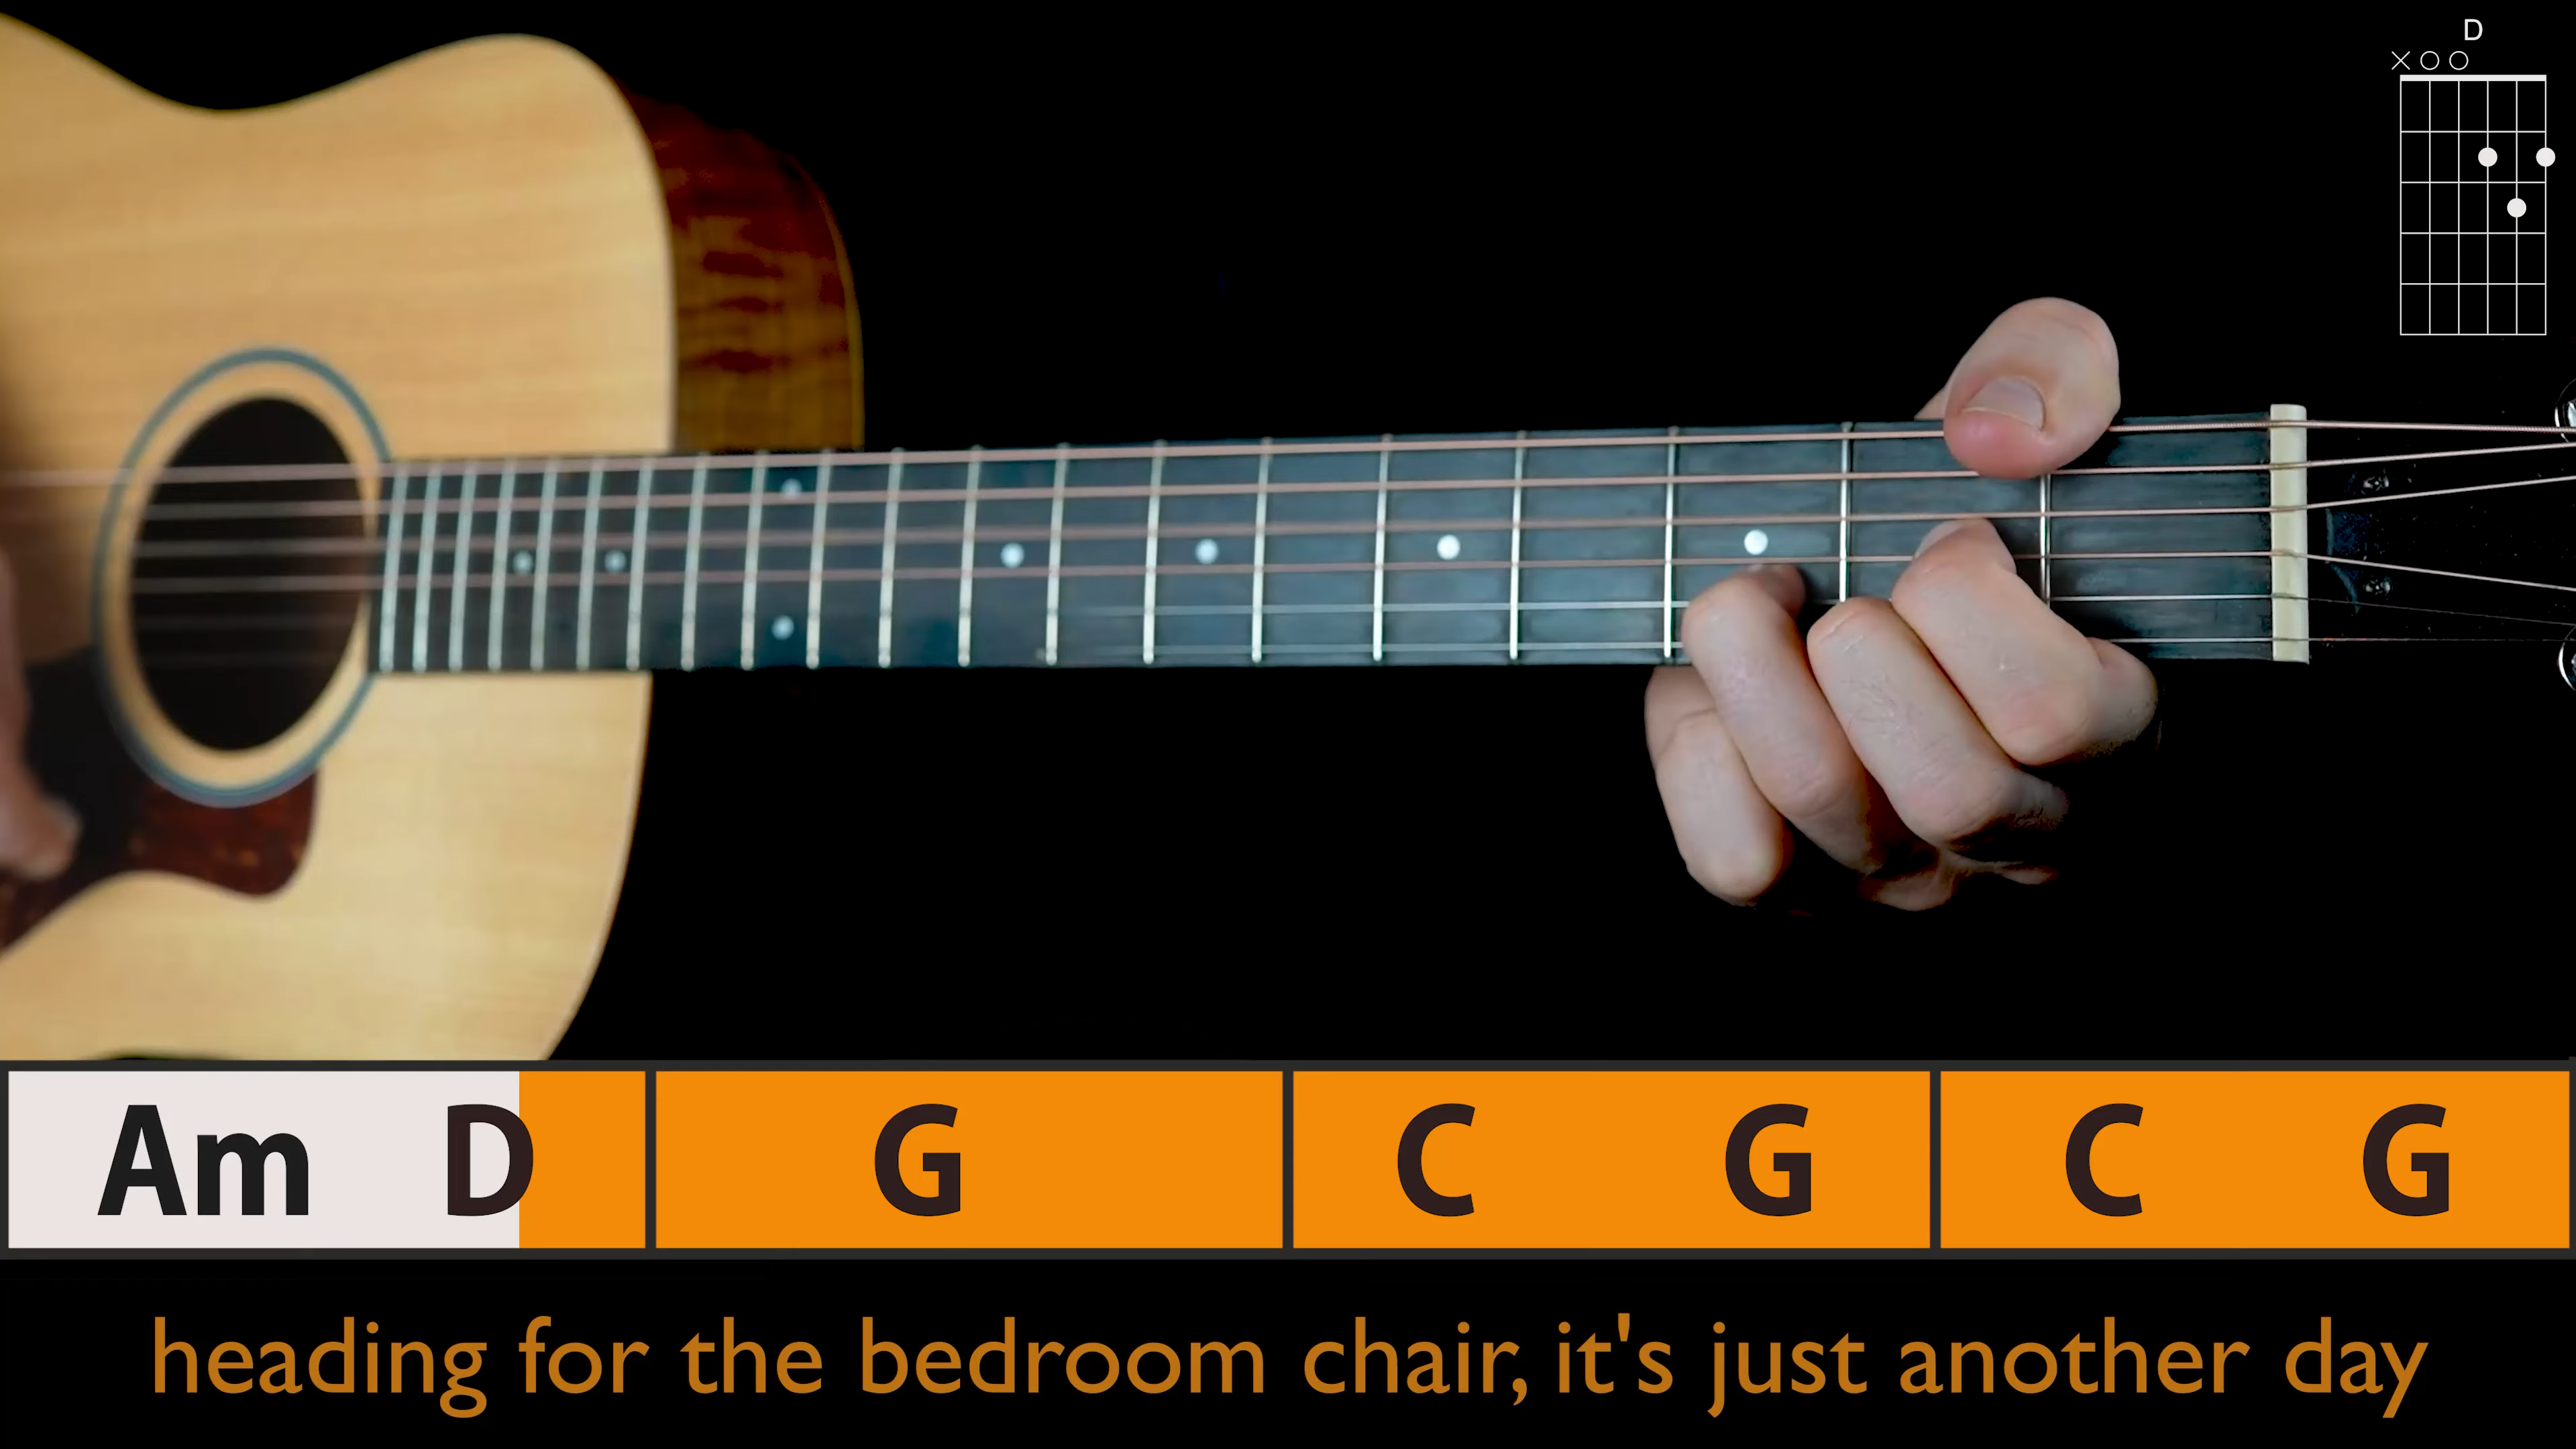 D
×○○
Am D G C G C G
heading for the bedroom chair, it's just another day